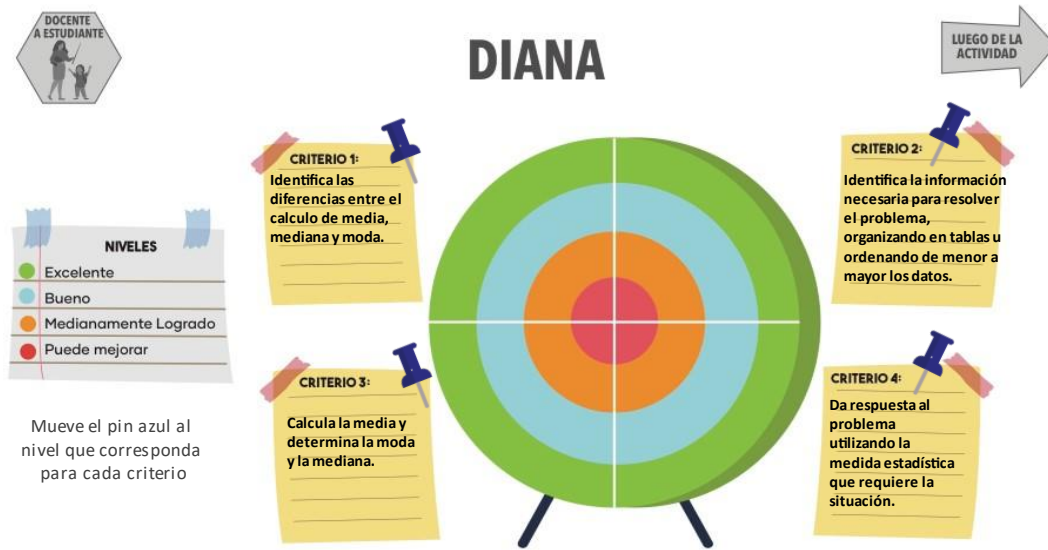 DOCENTE
A ESTUDIANTE
DIANA
LUEGO DE LA
ACTIVIDAD
CRITERIO 1:
Identifica las
diferencias entre el
calculo de media,
mediana y moda.
CRITERIO 2:
Identifica la información
necesaria para resolver
el problema,
organizando en tablas u
ordenando de menor a
mayor los datos.
NIVELES
Excelente
Bueno
Medianamente Logrado
Puede mejorar
Mueve el pin azul al
nivel que corresponda
para cada criterio
CRITERIO 3:
Calcula la media y
determina la moda
y la mediana.
CRITERIO 4:
Da respuesta al
problema
utilizando la
medida estadística
que requiere la
situación.